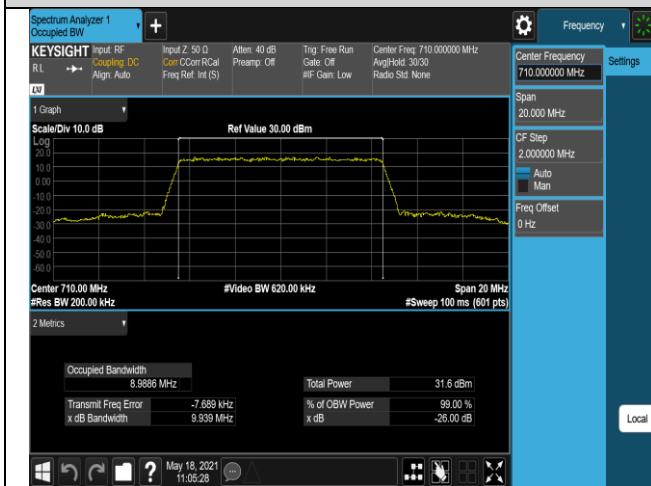 Spectrum Analyzer 1
Occupied BW
+
Frequency
KEYSIGHT
RL
LXI
Input: RF
Coupling: DC
Align: Auto
Input Z: 50 Ω
Corr CCorr RCal
Freq Ref: Int (S)
Atten: 40 dB
Preamp: Off
Trig: Free Run
Gate: Off
#IF Gain: Low
Center Freq: 710.000000 MHz
Avg|Hold: 30/30
Radio Std: None
Center Frequency
710.000000 MHz
Settings
Span
20.000 MHz
CF Step
2.000000 MHz
Auto
Man
Freq Offset
0 Hz
Local
1 Graph
Scale/Div 10.0 dB
Ref Value 30.00 dBm
Log
20.0
10.0
0.00
-10.0
-20.0
-30.0
-40.0
-50.0
-60.0
Center 710.00 MHz
#Video BW 620.00 kHz
Span 20 MHz
#Res BW 200.00 kHz
#Sweep 100 ms (601 pts)
2 Metrics
Occupied Bandwidth
8.9886 MHz
Total Power
31.6 dBm
Transmit Freq Error
-7.689 kHz
% of OBW Power
99.00 %
x dB Bandwidth
9.939 MHz
x dB
-26.00 dB
?
May 18, 2021
11:05:28